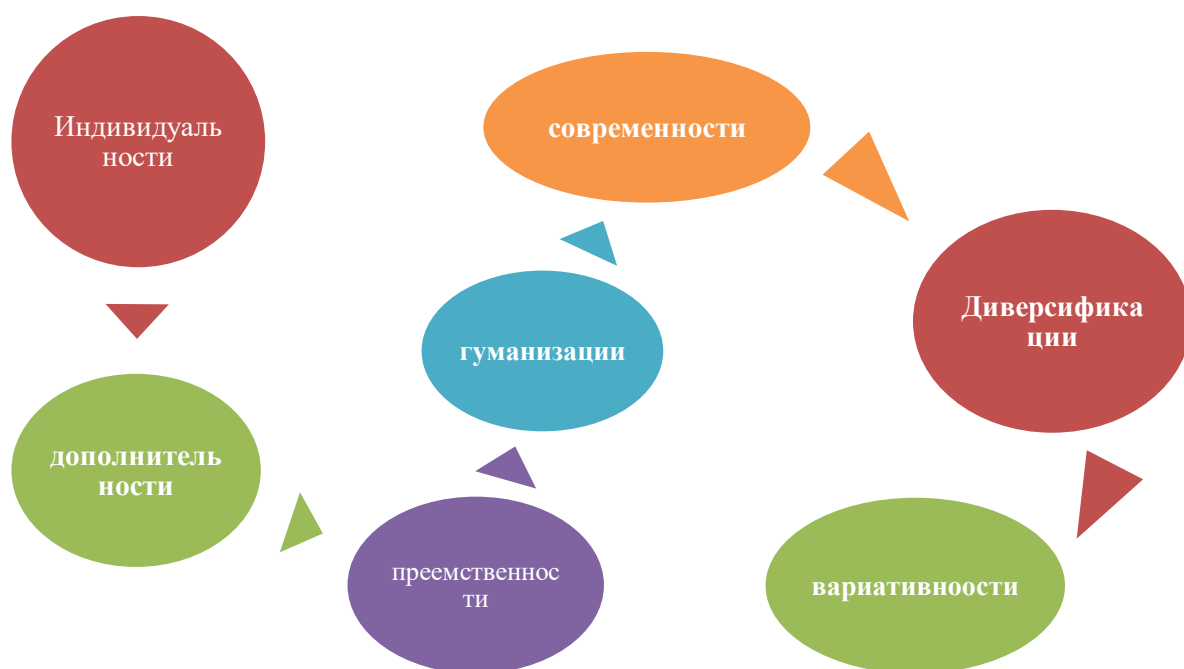 Индивидуаль
ности
дополнитель
ности
преемственнос
ти
гуманизации
современности
Диверсифика
ции
вариативноости